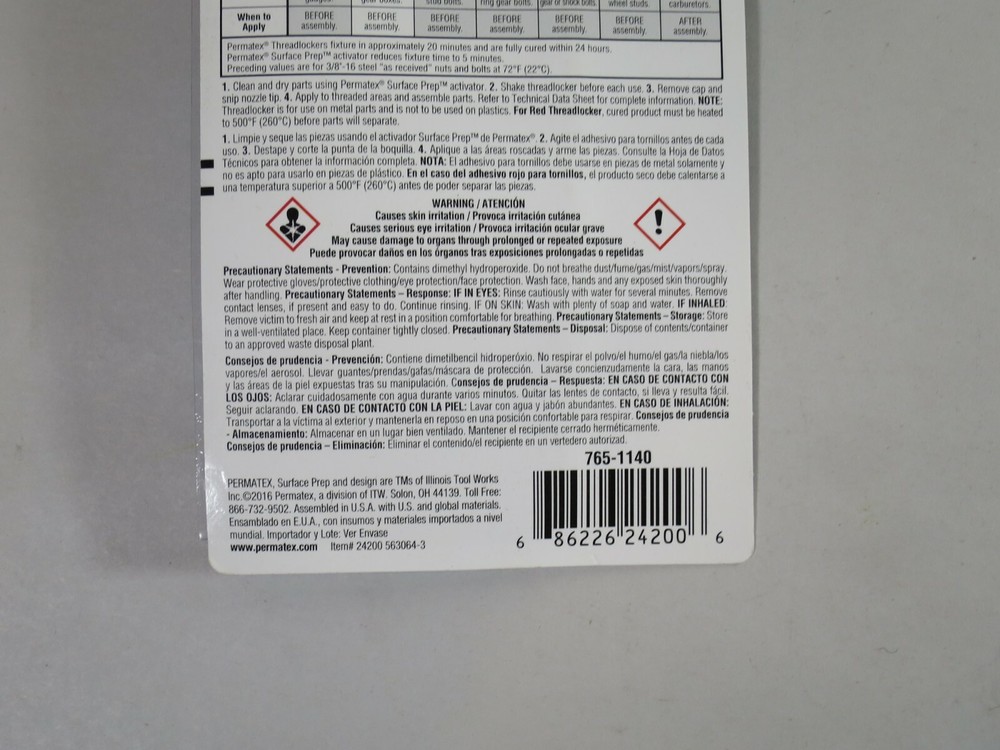 gauges. gear boxes. stud bolts. ring gear bolts. gear or shock bolts. wheel studs. carburetors.
When to Apply BEFORE assembly. BEFORE assembly. BEFORE assembly. BEFORE assembly. BEFORE assembly. BEFORE assembly. AFTER assembly.
Permatex® Threadlockers fixture in approximately 20 minutes and are fully cured within 24 hours.
Permatex® Surface Prep™ activator reduces fixture time to 5 minutes.
Preceding values are for 3/8"-16 steel "as received" nuts and bolts at 72°F (22°C).
1. Clean and dry parts using Permatex® Surface Prep™ activator. 2. Shake threadlocker before each use. 3. Remove cap and
snip nozzle tip. 4. Apply to threaded areas and assemble parts. Refer to Technical Data Sheet for complete information. NOTE:
Threadlocker is for use on metal parts and is not to be used on plastics. For Red Threadlocker, cured product must be heated
to 500°F (260°C) before parts will separate.
1. Limpie y seque las piezas usando el activador Surface Prep™ de Permatex®. 2. Agite el adhesivo para tornillos antes de cada
uso. 3. Destape y corte la punta de la boquilla. 4. Aplique a las áreas roscadas y arme las piezas. Consulte la Hoja de Datos
Técnicos para obtener la información completa. NOTA: El adhesivo para tornillos debe usarse en piezas de metal solamente y
no es apto para usarlo en piezas de plástico. En el caso del adhesivo rojo para tornillos, el producto seco debe calentarse a
una temperatura superior a 500°F (260°C) antes de poder separar las piezas.
WARNING / ATENCIÓN
Causes skin irritation / Provoca irritación cutánea
Causes serious eye irritation / Provoca irritación ocular grave
May cause damage to organs through prolonged or repeated exposure
Puede provocar daños en los órganos tras exposiciones prolongadas o repetidas
Precautionary Statements - Prevention: Contains dimethyl hydroperoxide. Do not breathe dust/fume/gas/mist/vapors/spray.
Wear protective gloves/protective clothing/eye protection/face protection. Wash face, hands and any exposed skin thoroughly
after handling. Precautionary Statements – Response: IF IN EYES: Rinse cautiously with water for several minutes. Remove
contact lenses, if present and easy to do. Continue rinsing. IF ON SKIN: Wash with plenty of soap and water. IF INHALED:
Remove victim to fresh air and keep at rest in a position comfortable for breathing. Precautionary Statements – Storage: Store
in a well-ventilated place. Keep container tightly closed. Precautionary Statements – Disposal: Dispose of contents/container
to an approved waste disposal plant.
Consejos de prudencia - Prevención: Contiene dimetilbencil hidroperóxio. No respirar el polvo/el humo/el gas/la niebla/los
vapores/el aerosol. Llevar guantes/prendas/gafas/máscara de protección. Lavarse concienzudamente la cara, las manos
y las áreas de la piel expuestas tras su manipulación. Consejos de prudencia – Respuesta: EN CASO DE CONTACTO CON
LOS OJOS: Aclarar cuidadosamente con agua durante varios minutos. Quitar las lentes de contacto, si lleva y resulta fácil.
Seguir aclarando. EN CASO DE CONTACTO CON LA PIEL: Lavar con agua y jabón abundantes. EN CASO DE INHALACIÓN:
Transportar a la victima al exterior y mantenerla en reposo en una posición confortable para respirar. Consejos de prudencia
- Almacenamiento: Almacenar en un lugar bien ventilado. Mantener el recipiente cerrado herméticamente.
Consejos de prudencia – Eliminación: Eliminar el contenido/el recipiente en un vertedero autorizad.
765-1140
PERMATEX, Surface Prep and design are TMs of Illinois Tool Works
Inc.©2016 Permatex, a division of ITW. Solon, OH 44139. Toll Free:
866-732-9502. Assembled in U.S.A. with U.S. and global materials.
Ensamblado en E.U.A., con insumos y materiales importados a nivel
mundial. Importador y Lote: Ver Envase
www.permatex.com Item# 24200 563064-3
6 86226 24200 6